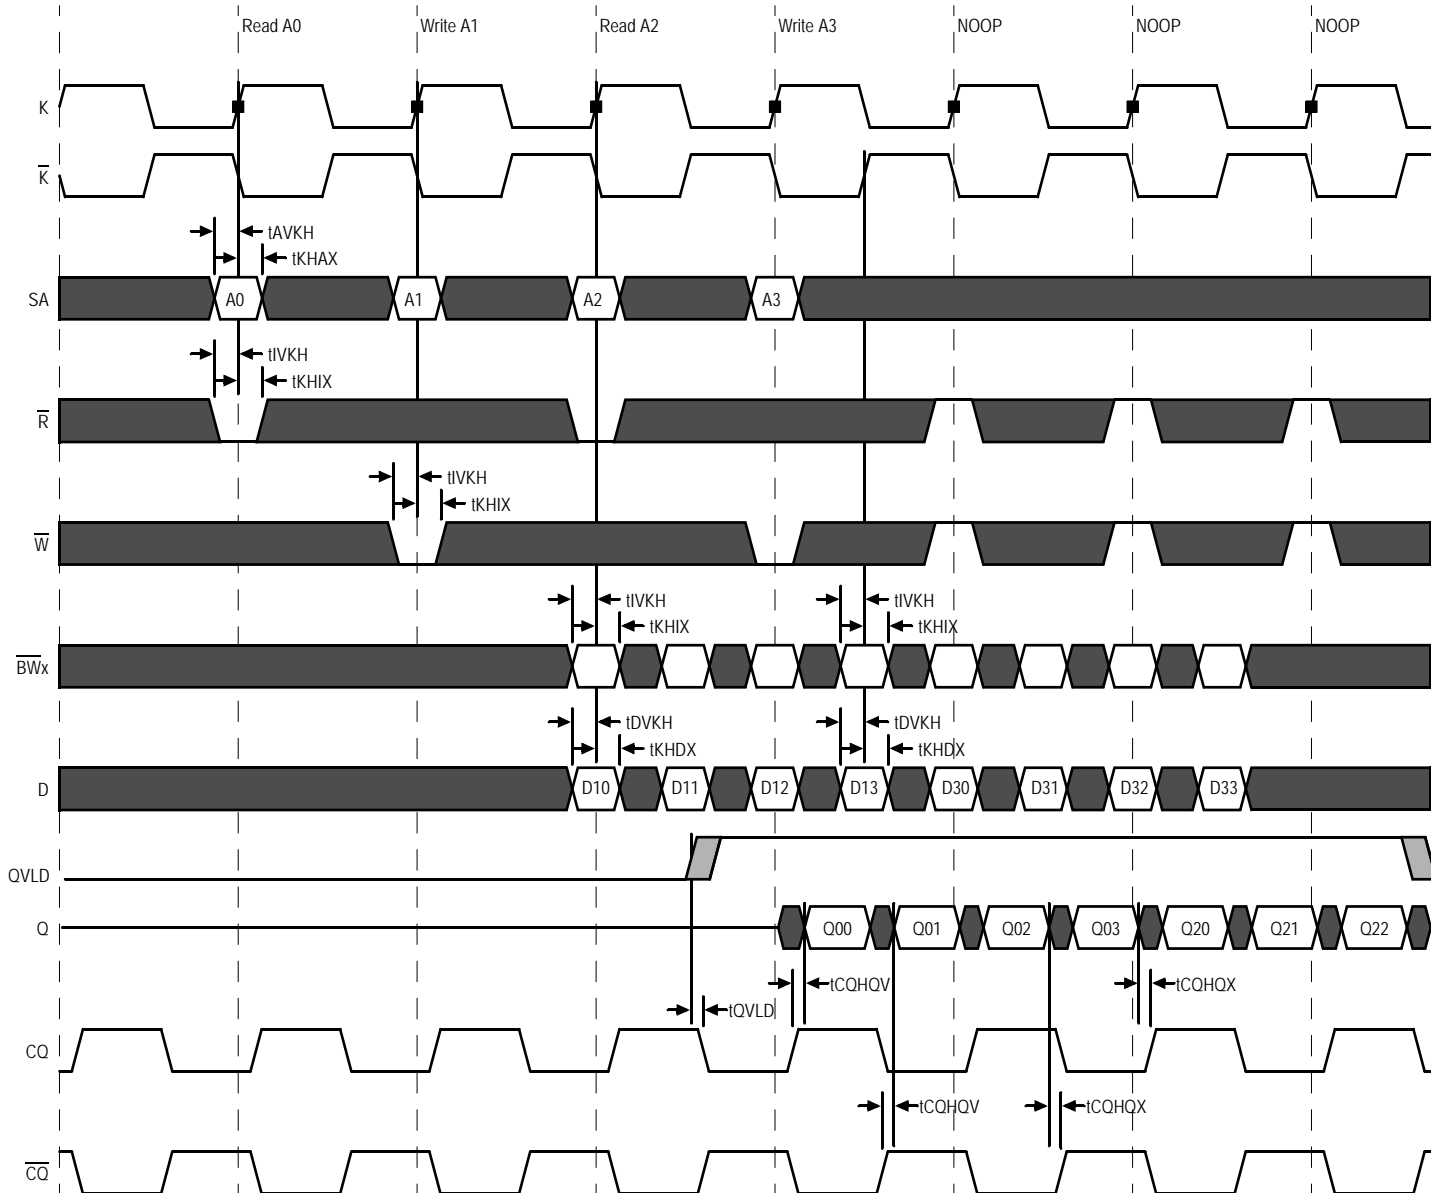 Read A0 Write A1 Read A2 Write A3 NOOP NOOP NOOP
K
K
tAVKH
tKHAX
SA A0 A1 A2 A3
tIVKH
tKHIX
R
tIVKH
tKHIX
W
tIVKH tIVKH
tKHIX tKHIX
BWx
tDVKH tDVKH
tKHDX tKHDX
D D10 D11 D12 D13 D30 D31 D32 D33
QVLD
Q Q00 Q01 Q02 Q03 Q20 Q21 Q22
tCQHQV tCQHQX
tQVLD
CQ
tCQHQV tCQHQX
CQ